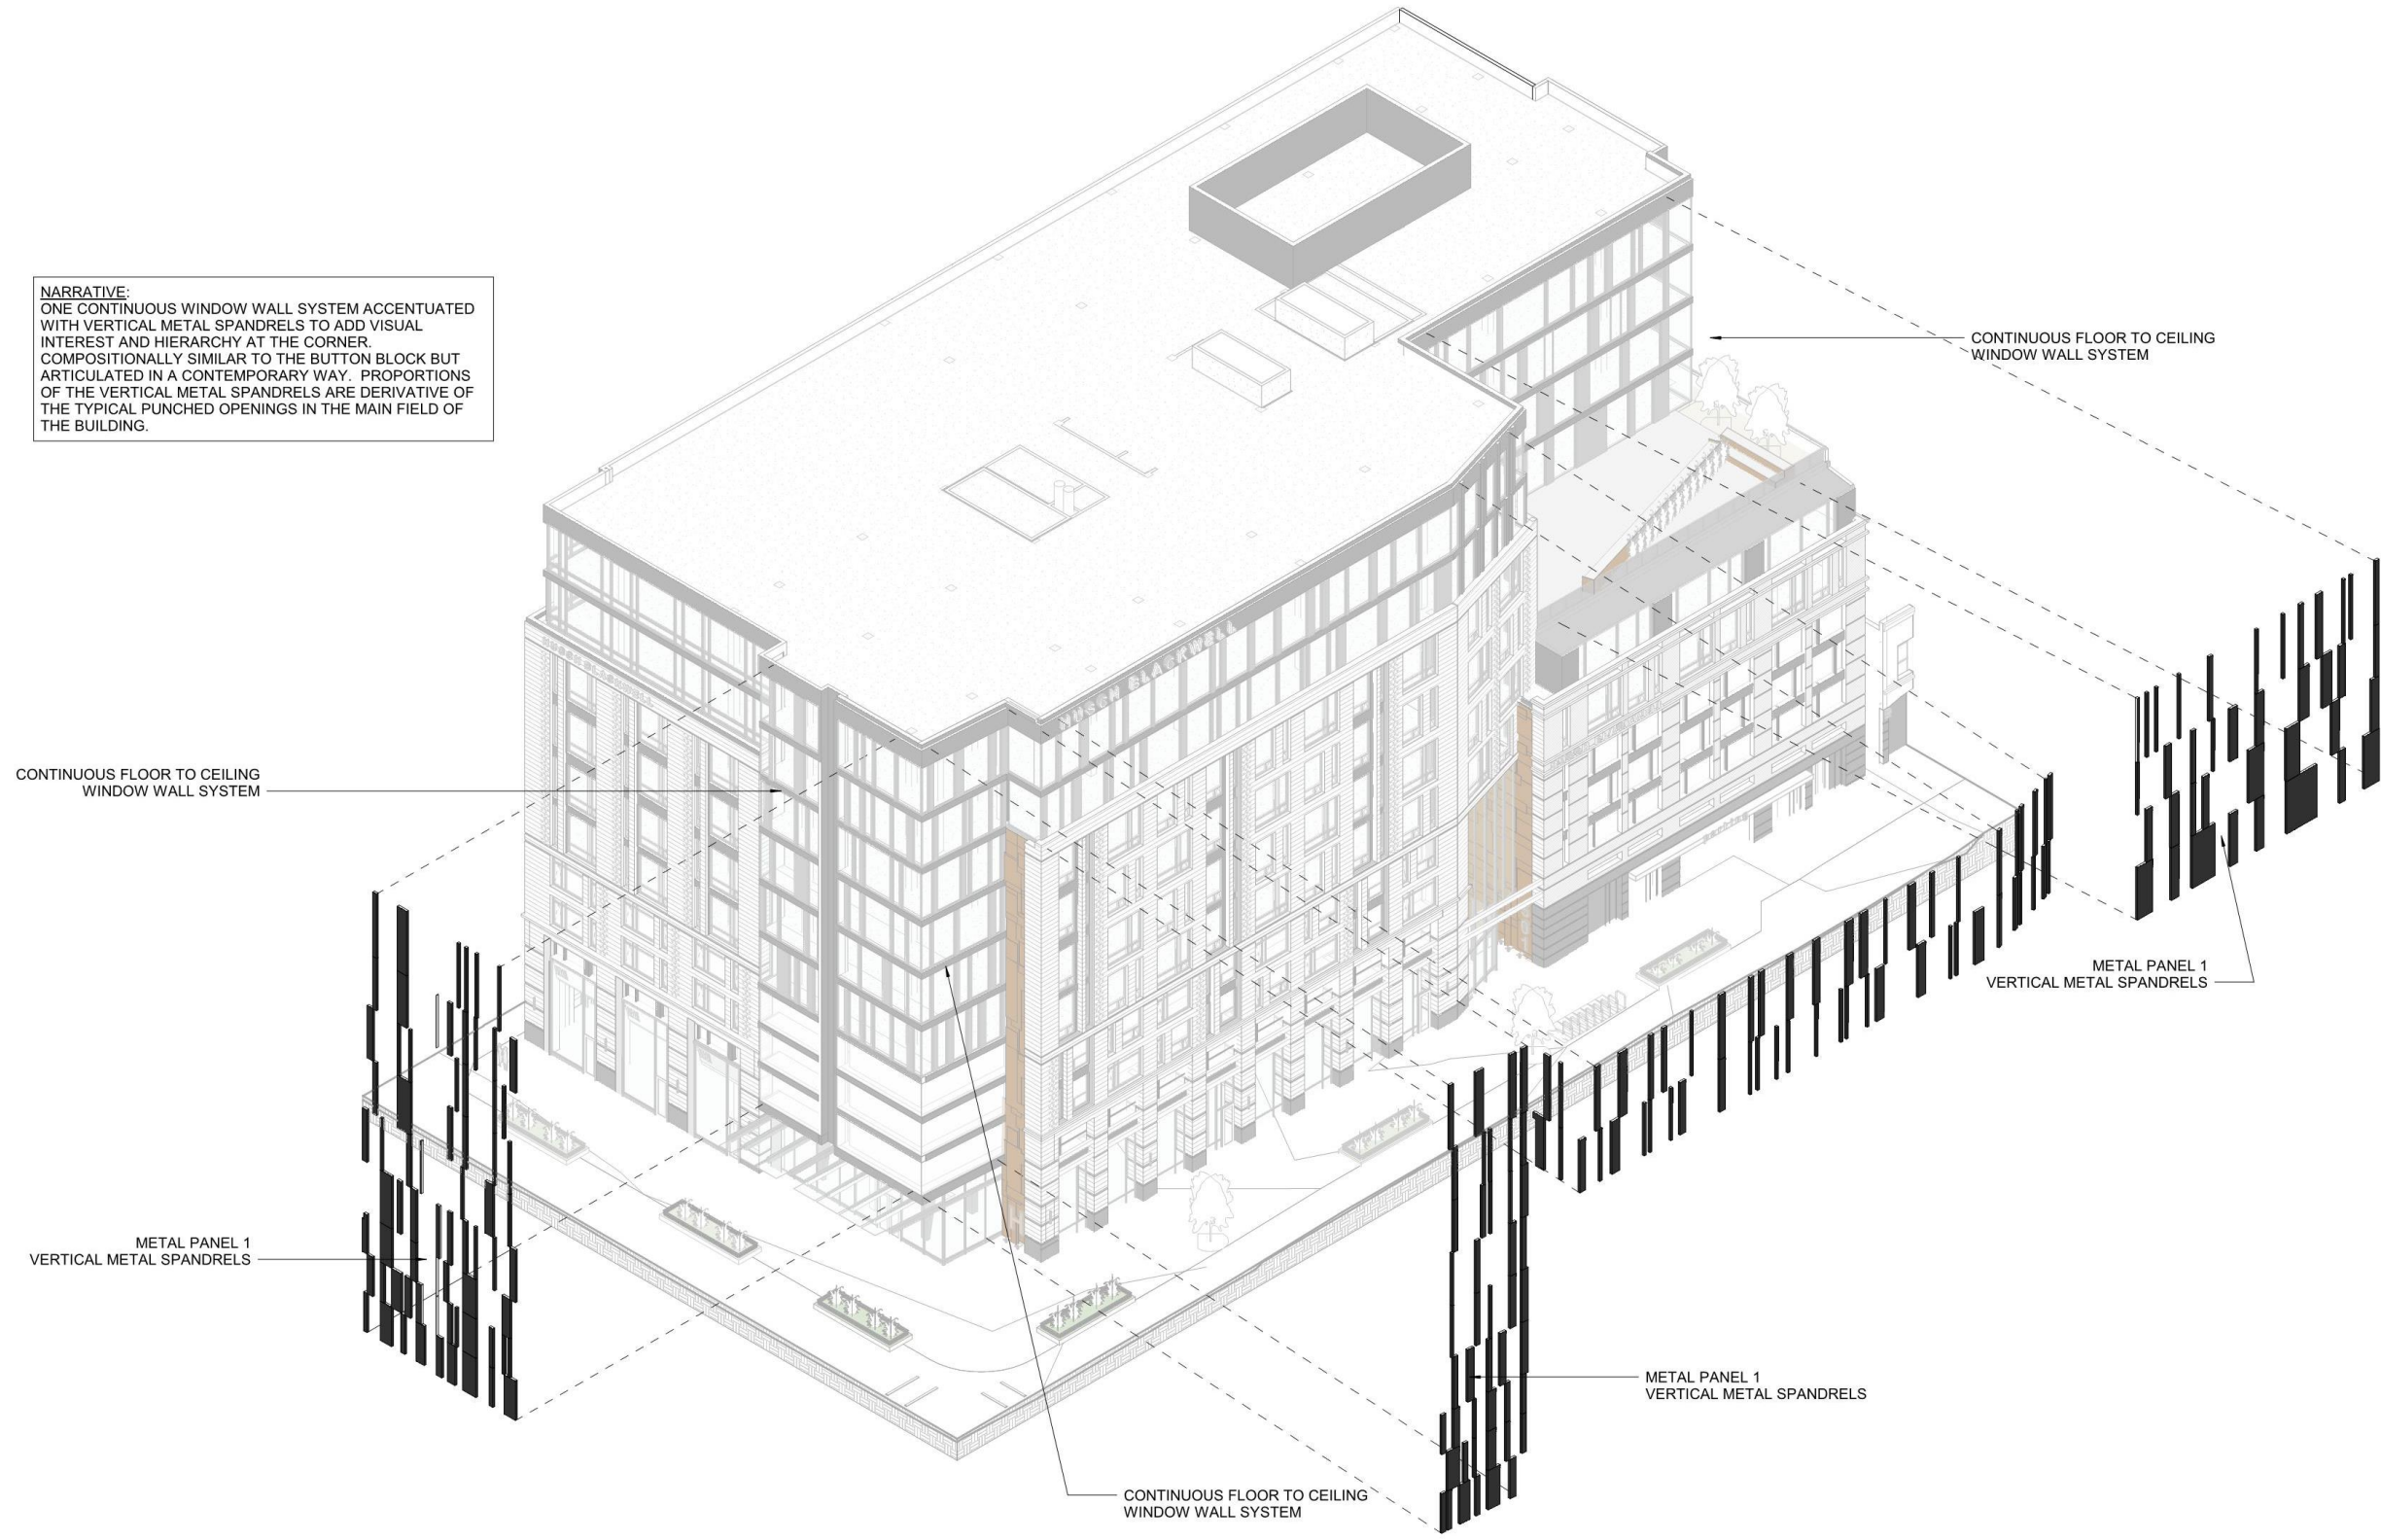 NARRATIVE:
ONE CONTINUOUS WINDOW WALL SYSTEM ACCENTUATED
WITH VERTICAL METAL SPANDRELS TO ADD VISUAL
INTEREST AND HIERARCHY AT THE CORNER.
COMPOSITIONALLY SIMILAR TO THE BUTTON BLOCK BUT
ARTICULATED IN A CONTEMPORARY WAY.  PROPORTIONS
OF THE VERTICAL METAL SPANDRELS ARE DERIVATIVE OF
THE TYPICAL PUNCHED OPENINGS IN THE MAIN FIELD OF
THE BUILDING.
CONTINUOUS FLOOR TO CEILING
WINDOW WALL SYSTEM
HUSCH BLACKWELL
HUSCH BLACKWELL
CONTINUOUS FLOOR TO CEILING
WINDOW WALL SYSTEM
parking
METAL PANEL 1
VERTICAL METAL SPANDRELS
METAL PANEL 1
VERTICAL METAL SPANDRELS
H
METAL PANEL 1
VERTICAL METAL SPANDRELS
CONTINUOUS FLOOR TO CEILING
WINDOW WALL SYSTEM